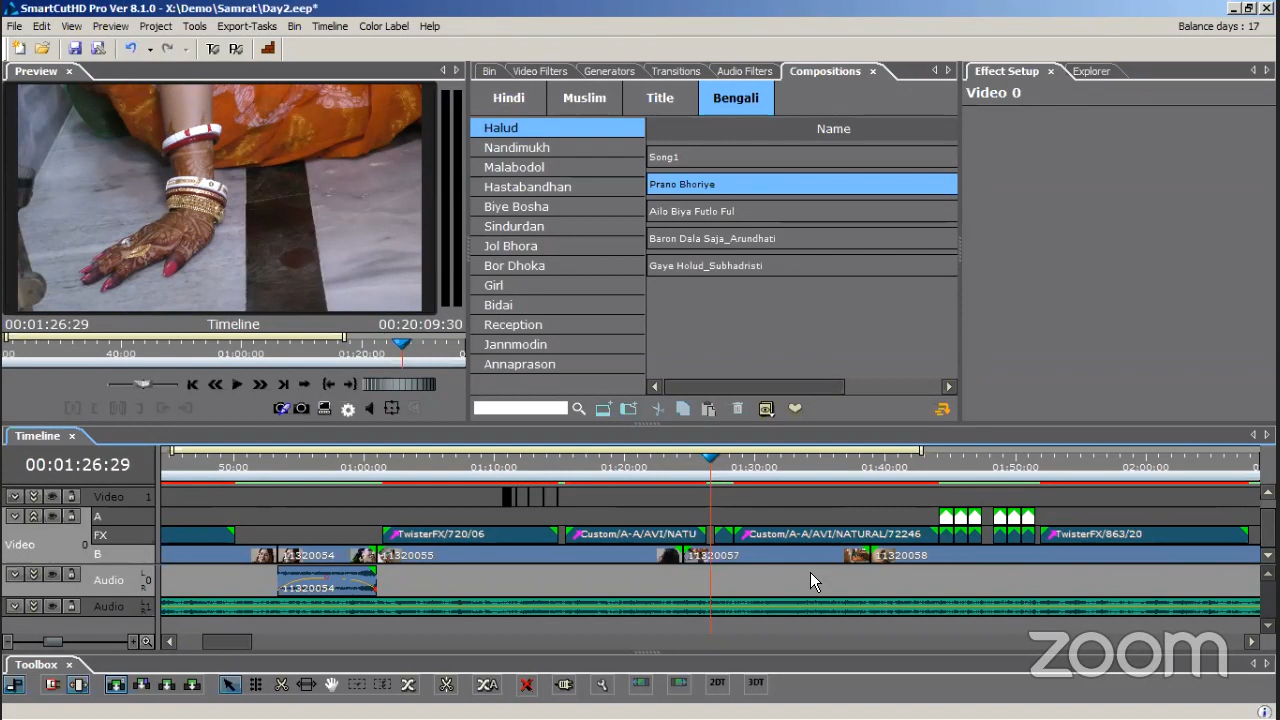 SmartCutHD Pro Ver 8.1.0 - X:\Demo\Samrat\Day2.eep*
File Edit View Preview Project Tools Export-Tasks Bin Timeline Color Label Help Balance days : 17
Preview
Bin Video Filters Generators Transitions Audio Filters Compositions
Effect Setup Explorer
Hindi Muslim Title Bengali
Video 0
Halud
Nandimukh
Malabodol
Hastabandhan
Biye Bosha
Sindurdan
Jol Bhora
Bor Dhoka
Girl
Bidai
Reception
Jannmodin
Annaprason
Name
Song1
Prano Bhoriye
Ailo Biya Futlo Ful
Baron Dala Saja_Arundhati
Gaye Holud_Subhadristi
00:01:26:29 Timeline 00:20:09:30
00 40:00 01:00:00 01:20:00 0
Timeline
00:01:26:29
50:00 01:00:00 01:10:00 01:20:00 01:30:00 01:40:00 01:50:00 02:00:00 0
Video 1
A
FX TwisterFX/720/06 Custom/A-A/AVI/NATU Custom/A-A/AVI/NATURAL/72246 TwisterFX/863/20
Video 0
B 11320054 11320055 11320057 11320058
Audio L R 0 11320054
Audio 1
zoom
Toolbox
2DT 3DT